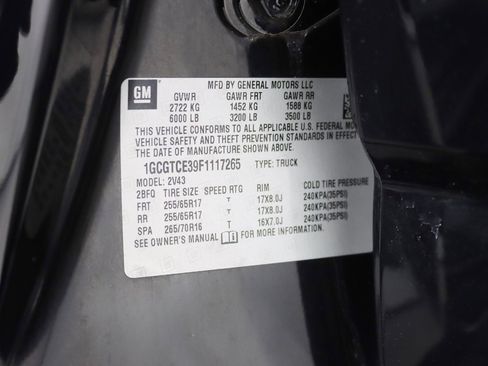 GM
MFD BY GENERAL MOTORS LLC
GVWR GAWR FRT GAWR RR
2722 KG 1452 KG 1588 KG
6000 LB 3200 LB 3500 LB
THIS VEHICLE CONFORMS TO ALL APPLICABLE U.S. FEDERAL MOTOR
VEHICLE SAFETY AND THEFT PREVENTION STANDARDS IN EFFECT
THE DATE OF MANUFACTURE SHOWN ABOVE.
1GCGTCE39F1117265 TYPE: TRUCK
MODEL: 2V43
2BFQ TIRE SIZE SPEED RTG RIM COLD TIRE PRESSURE
FRT 255/65R17 T 17X8.0J 240KPA(35PSI)
RR 255/65R17 T 17X8.0J 240KPA(35PSI)
SPA 265/70R16 T 16X7.0J 240KPA(35PSI)
SEE OWNER'S MANUAL FOR MORE INFORMATION